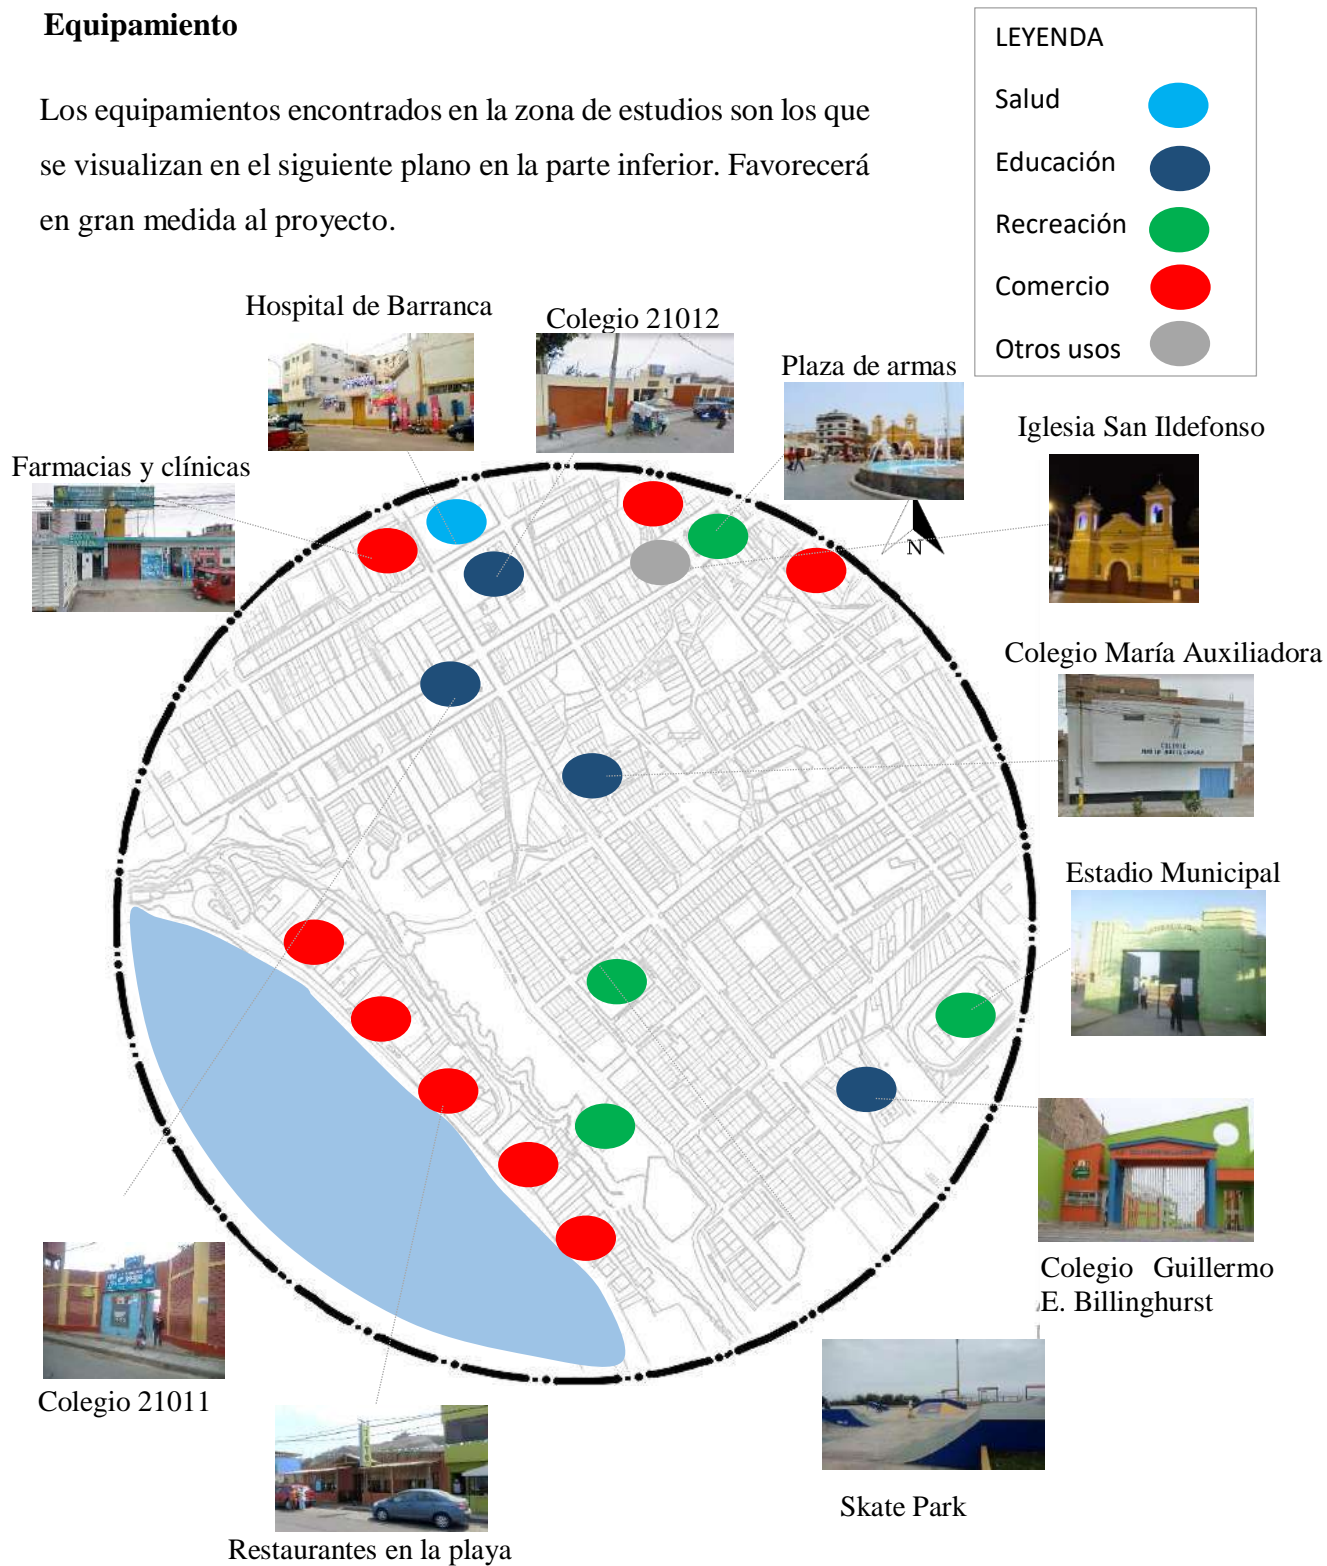 Equipamiento
Los equipamientos encontrados en la zona de estudios son los que
se visualizan en el siguiente plano en la parte inferior. Favorecerá
en gran medida al proyecto.
LEYENDA
Salud
Educación
Recreación
Comercio
Otros usos
Hospital de Barranca
Colegio 21012
Plaza de armas
Iglesia San Ildefonso
Farmacias y clínicas
N
Colegio María Auxiliadora
COLEGIO
Estadio Municipal
Colegio Guillermo
E. Billinghurst
Colegio 21011
Skate Park
Restaurantes en la playa